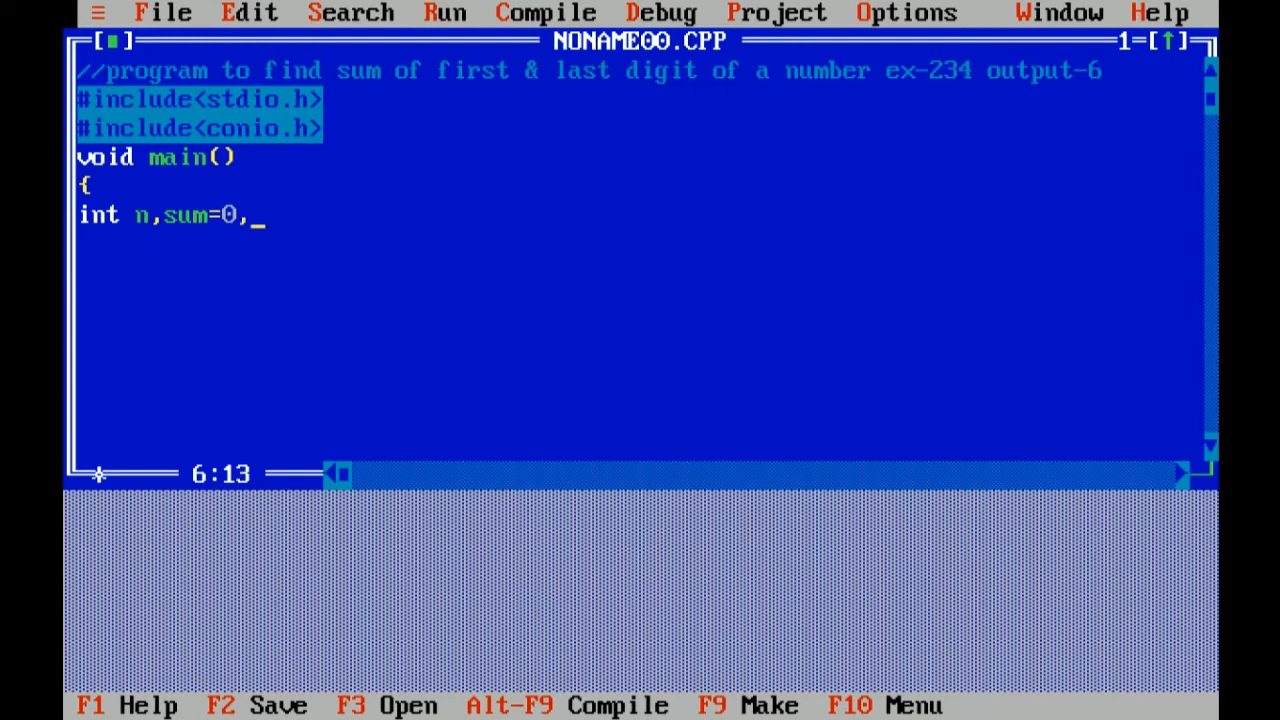 ≡ File Edit Search Run Compile Debug Project Options Window Help
[■] NONAME00.CPP 1=[↑]
//program to find sum of first & last digit of a number ex-234 output-6
#include<stdio.h>
#include<conio.h>
void main()
{
int n,sum=0,_
6:13
F1 Help F2 Save F3 Open Alt-F9 Compile F9 Make F10 Menu